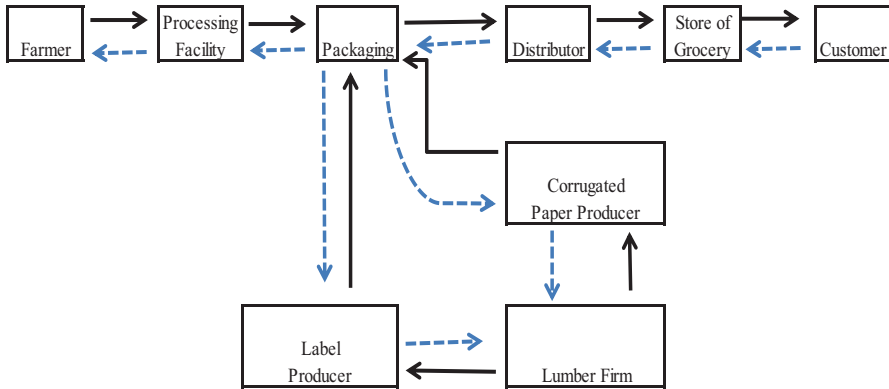 Farmer
Processing
Facility
Packaging
Distributor
Store of
Grocery
Customer
Corrugated
Paper Producer
Label
Producer
Lumber Firm